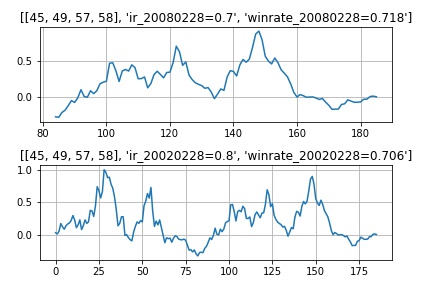 [[45, 49, 57, 58], 'ir_20080228=0.7', 'winrate_20080228=0.718']
0.5
0.0
80 100 120 140 160 180
[[45, 49, 57, 58], 'ir_20020228=0.8', 'winrate_20020228=0.706']
1.0
0.5
0.0
0 25 50 75 100 125 150 175